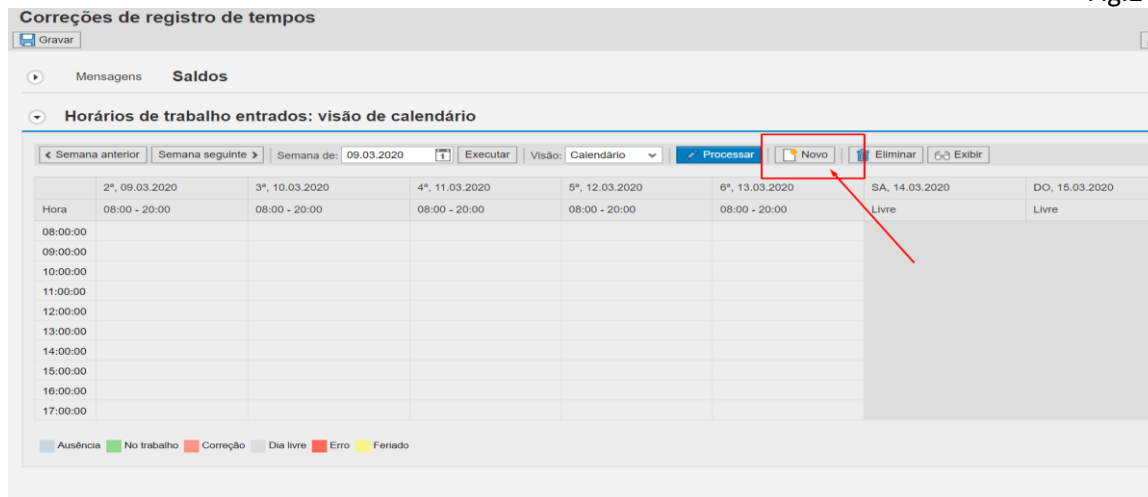 Correções de registro de tempos
Gravar
Mensagens Saldos
Horários de trabalho entrados: visão de calendário
Semana anterior Semana seguinte Semana de: 09.03.2020 1 Executar Visão: Calendário Processar Novo Eliminar Exibir
2ª, 09.03.2020 3ª, 10.03.2020 4ª, 11.03.2020 5ª, 12.03.2020 6ª, 13.03.2020 SA, 14.03.2020 DO, 15.03.2020
Hora 08:00 - 20:00 08:00 - 20:00 08:00 - 20:00 08:00 - 20:00 08:00 - 20:00 Livre Livre
08:00:00
09:00:00
10:00:00
11:00:00
12:00:00
13:00:00
14:00:00
15:00:00
16:00:00
17:00:00
Ausência No trabalho Correção Dia livre Erro Feriado